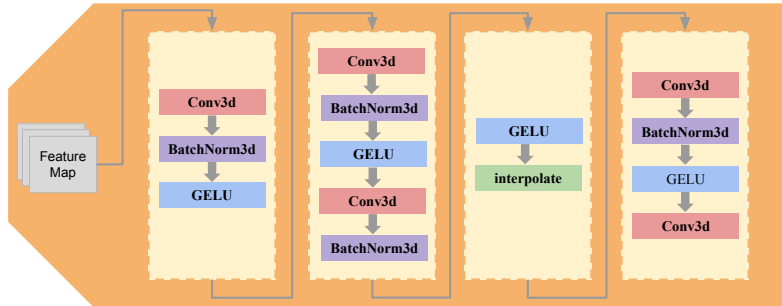 Feature
Map
Conv3d
BatchNorm3d
GELU
Conv3d
BatchNorm3d
GELU
Conv3d
BatchNorm3d
GELU
interpolate
Conv3d
BatchNorm3d
GELU
Conv3d